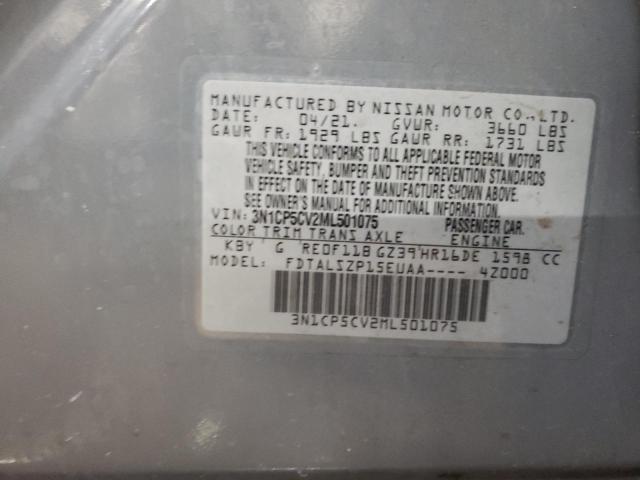 MANUFACTURED BY NISSAN MOTOR CO., LTD.
DATE: 04/21. GVWR: 3660 LBS
GAWR FR: 1929 LBS GAWR RR: 1731 LBS
THIS VEHICLE CONFORMS TO ALL APPLICABLE FEDERAL MOTOR
VEHICLE SAFETY, BUMPER AND THEFT PREVENTION STANDARDS
IN EFFECT ON THE DATE OF MANUFACTURE SHOWN ABOVE.
SEE OWNER'S MANUAL FOR ADDITIONAL INFORMATION.
VIN: 3N1CP5CV2ML501075 PASSENGER CAR.
COLOR TRIM TRANS AXLE ENGINE
KBY G RE0F11B GZ39 HR16DE 1598 CC
MODEL: FDTALSZP15EUAA---- 4Z000
3N1CP5CV2ML501075